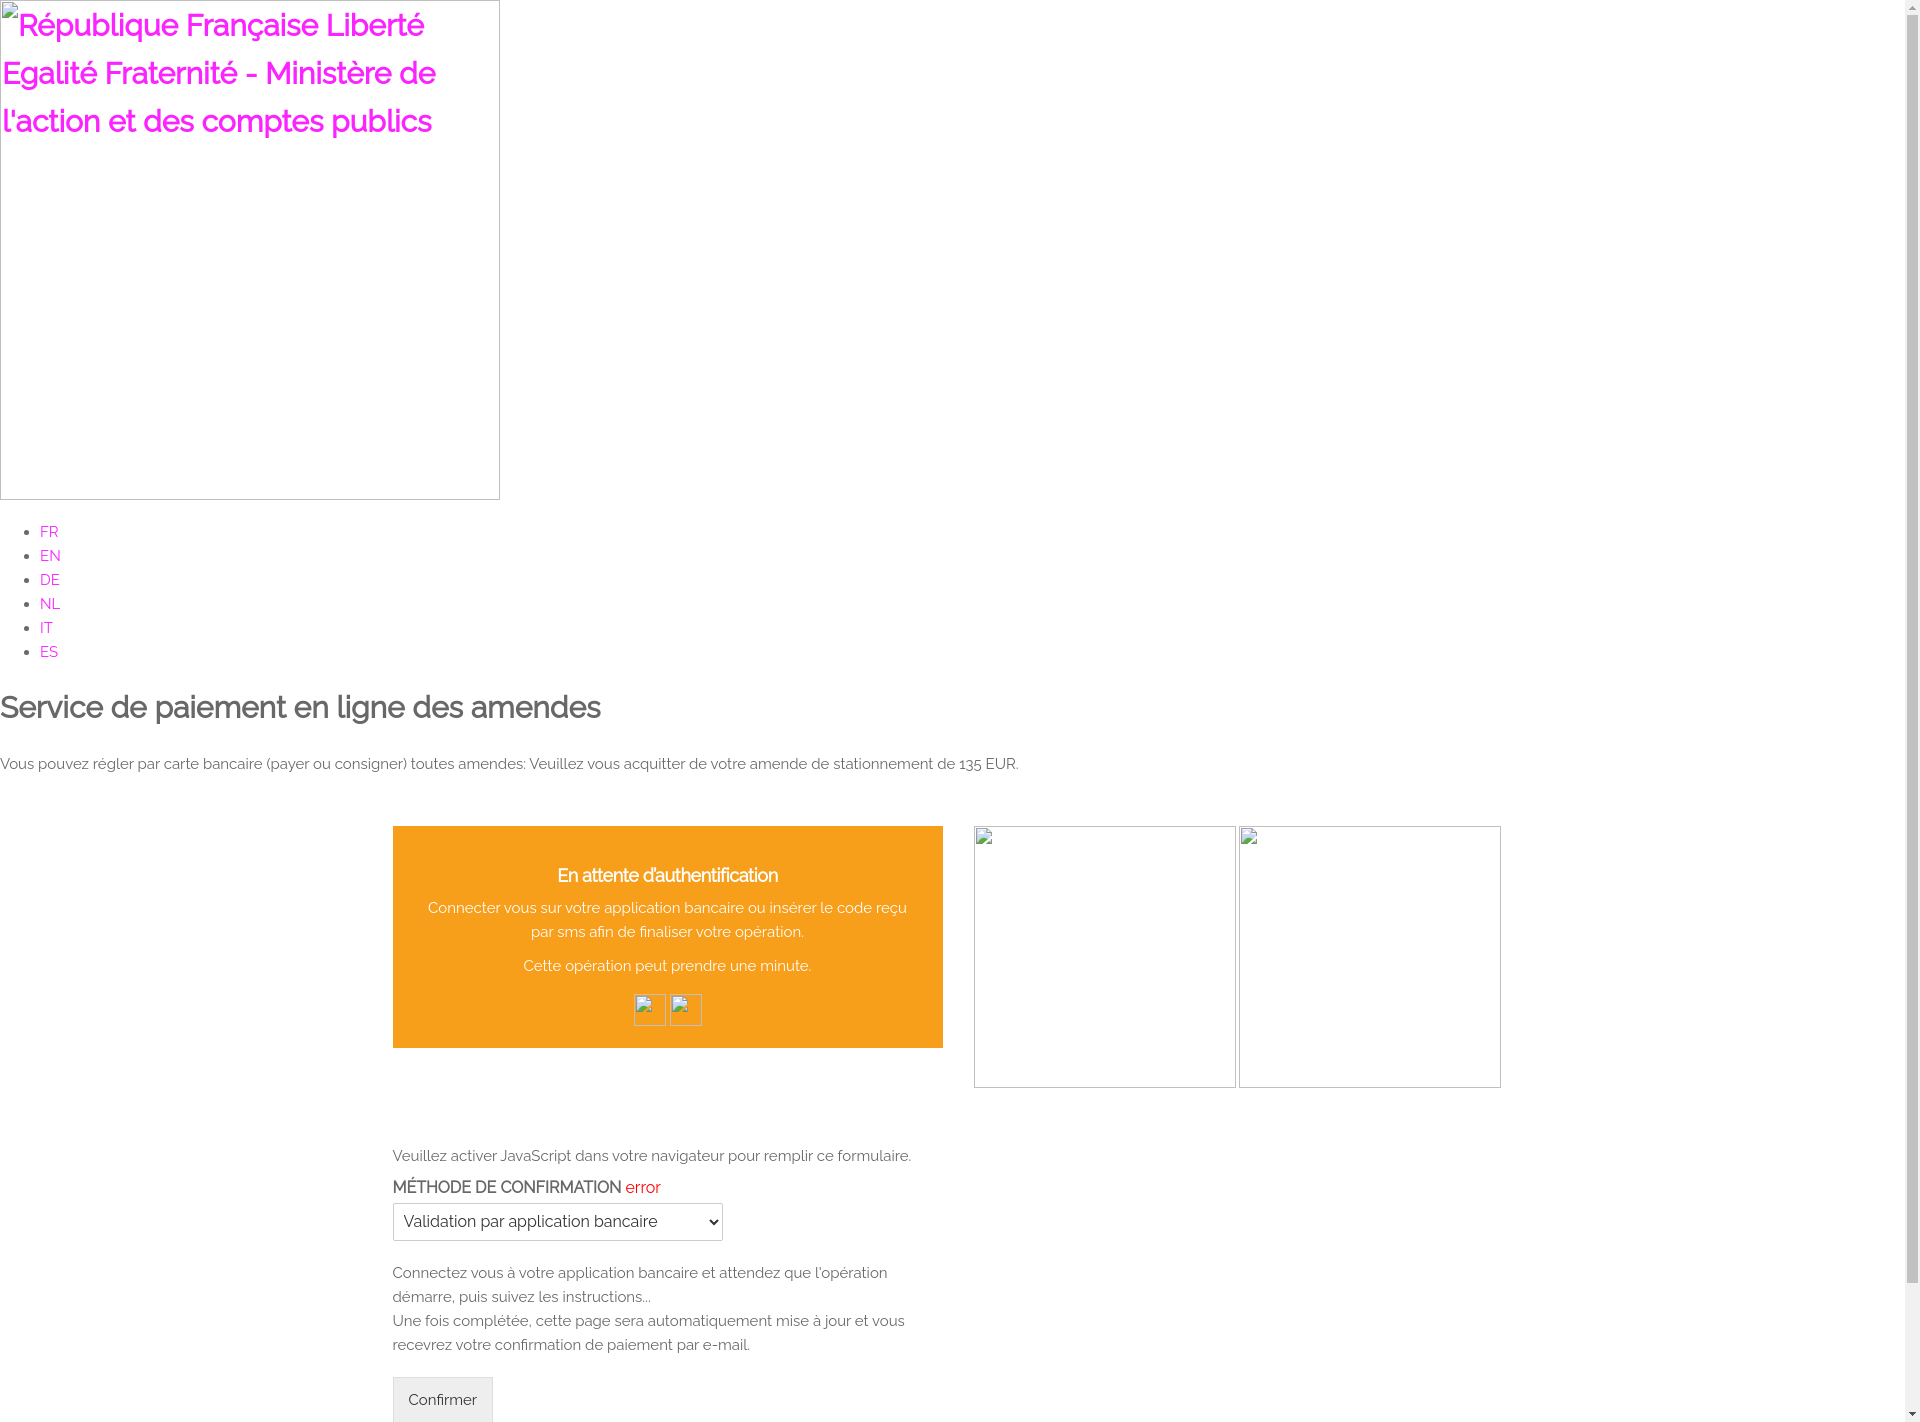 République Française Liberté
Egalité Fraternité - Ministère de
l'action et des comptes publics
FR
EN
DE
NL
IT
ES
Service de paiement en ligne des amendes
Vous pouvez régler par carte bancaire (payer ou consigner) toutes amendes: Veuillez vous acquitter de votre amende de stationnement de 135 EUR.
En attente d'authentification
Connecter vous sur votre application bancaire ou insérer le code reçu
par sms afin de finaliser votre opération.
Cette opération peut prendre une minute.
Veuillez activer JavaScript dans votre navigateur pour remplir ce formulaire.
MÉTHODE DE CONFIRMATION error
Validation par application bancaire
Connectez vous à votre application bancaire et attendez que l'opération
démarre, puis suivez les instructions...
Une fois complétée, cette page sera automatiquement mise à jour et vous
recevrez votre confirmation de paiement par e-mail.
Confirmer